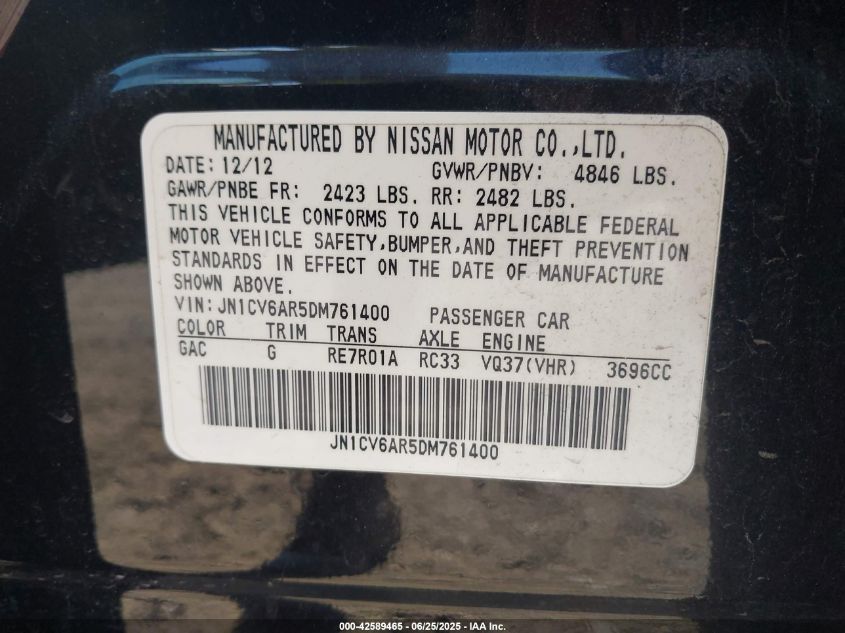 MANUFACTURED BY NISSAN MOTOR CO.,LTD.
DATE: 12/12 GVWR/PNBV: 4846 LBS.
GAWR/PNBE FR: 2423 LBS. RR: 2482 LBS.
THIS VEHICLE CONFORMS TO ALL APPLICABLE FEDERAL
MOTOR VEHICLE SAFETY,BUMPER,AND THEFT PREVENTION
STANDARDS IN EFFECT ON THE DATE OF MANUFACTURE
SHOWN ABOVE.
VIN: JN1CV6AR5DM761400 PASSENGER CAR
COLOR TRIM TRANS AXLE ENGINE
GAC G RE7R01A RC33 VQ37(VHR) 3696CC
JN1CV6AR5DM761400
000-42589465 - 06/25/2025 - IAA Inc.